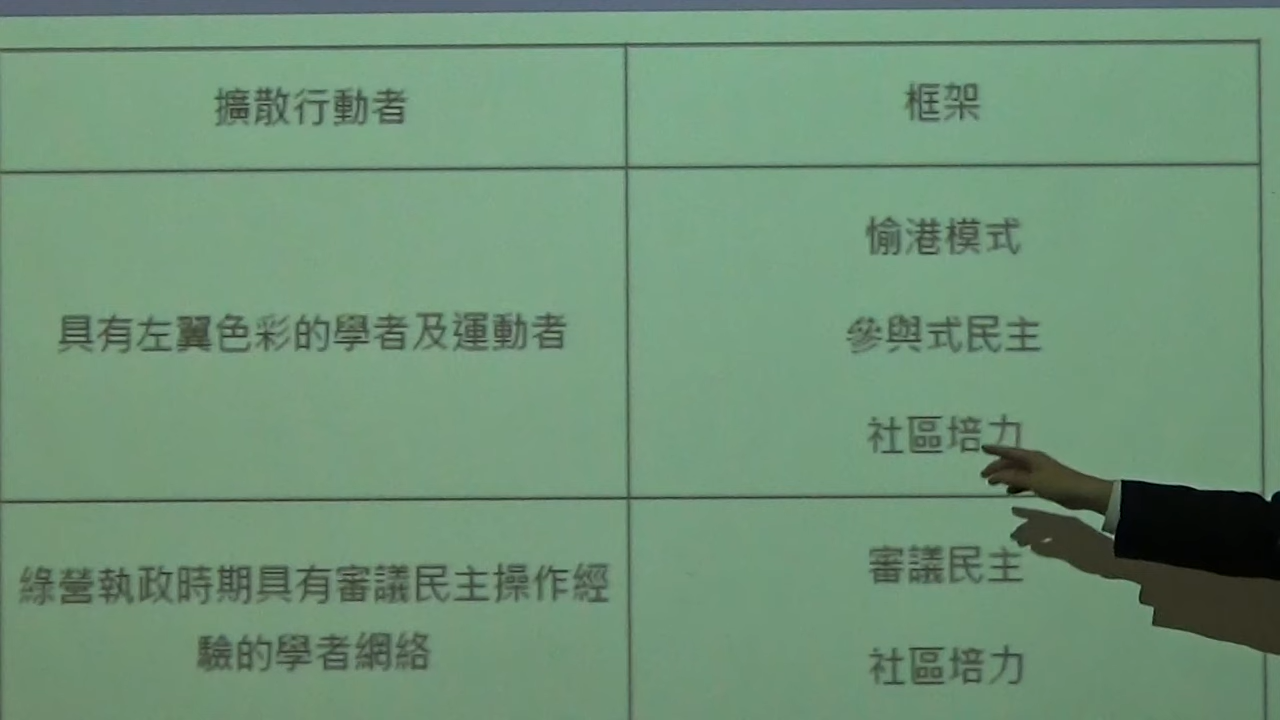 擴散行動者
框架
具有左翼色彩的學者及運動者
愉港模式
參與式民主
社區培力
綠營執政時期具有審議民主操作經
驗的學者網絡
審議民主
社區培力